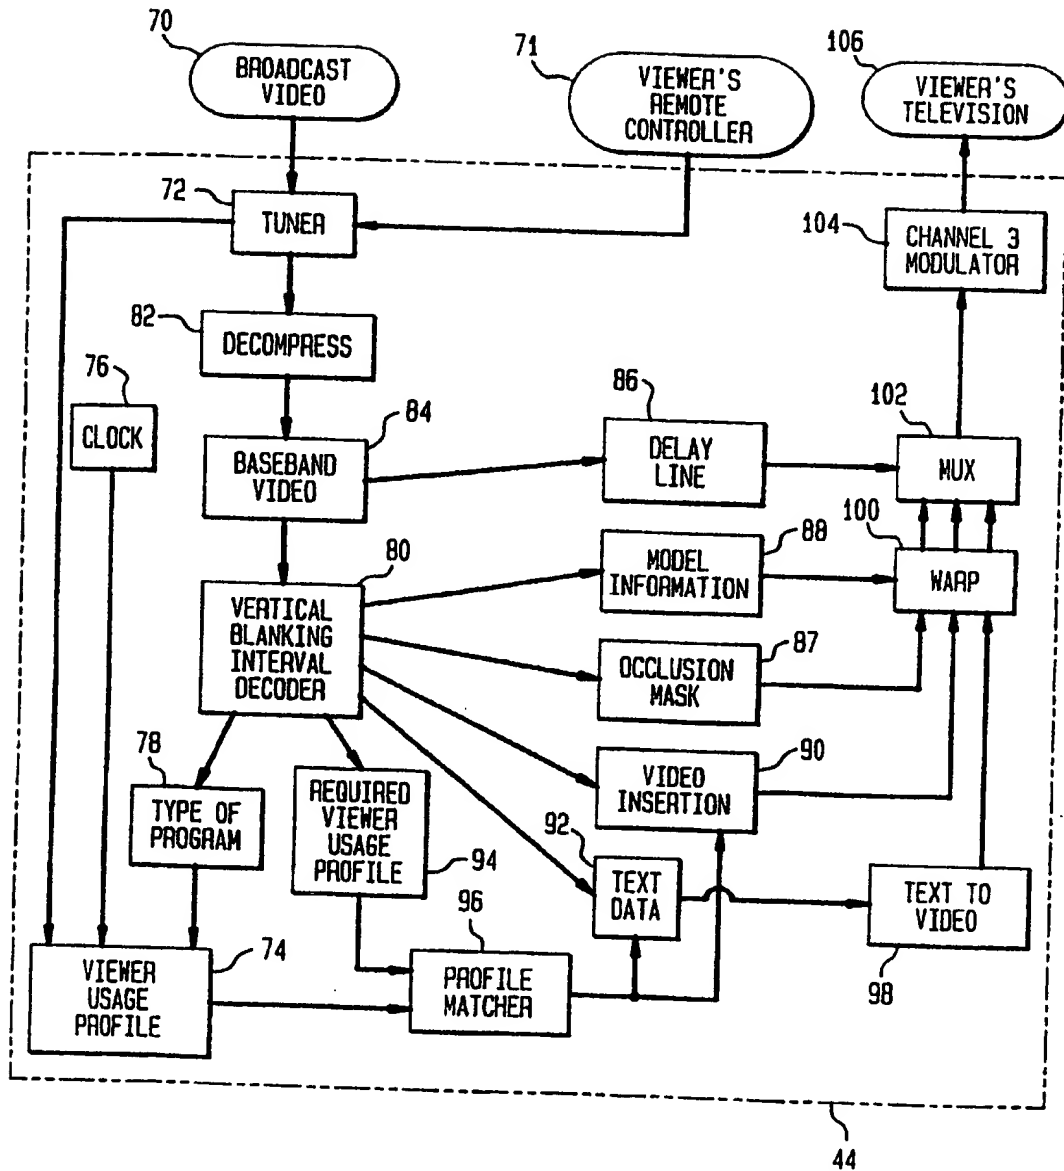 70
BROADCAST
VIDEO
71
VIEWER'S
REMOTE
CONTROLLER
106
VIEWER'S
TELEVISION
72
TUNER
104
CHANNEL 3
MODULATOR
82
DECOMPRESS
76
CLOCK
84
BASEBAND
VIDEO
86
DELAY
LINE
102
MUX
80
VERTICAL
BLANKING
INTERVAL
DECODER
88
MODEL
INFORMATION
100
WARP
87
OCCLUSION
MASK
78
TYPE OF
PROGRAM
REQUIRED
VIEWER
USAGE
PROFILE
94
90
VIDEO
INSERTION
92
TEXT
DATA
TEXT TO
VIDEO
98
74
VIEWER
USAGE
PROFILE
96
PROFILE
MATCHER
44